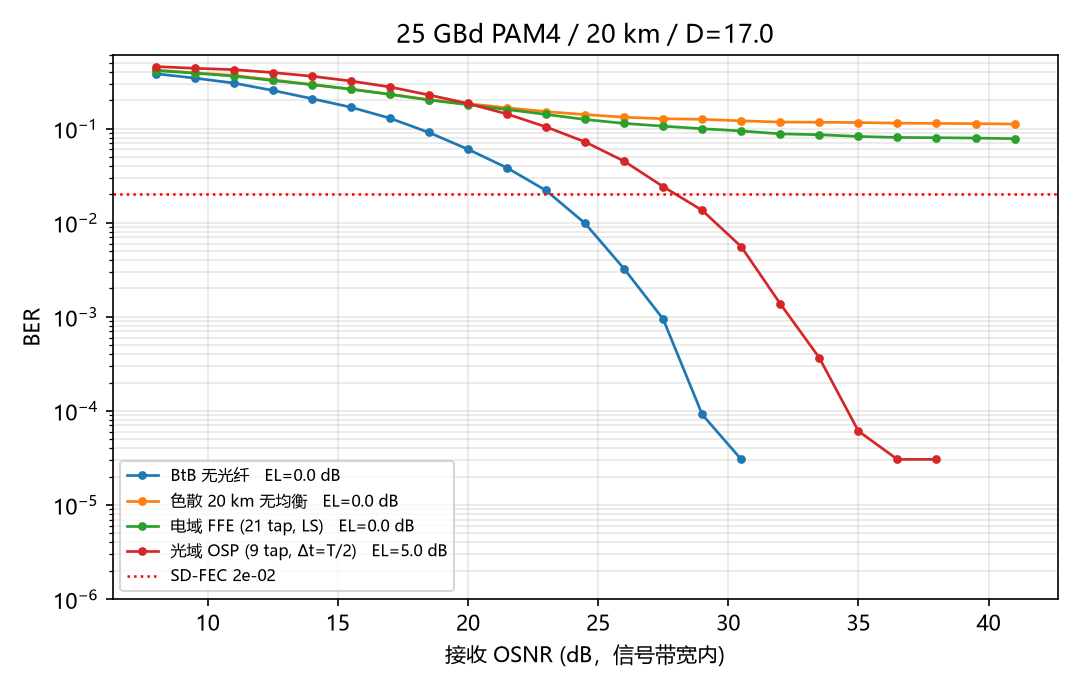 25 GBd PAM4 / 20 km / D=17.0
BER
10⁻¹
10⁻²
10⁻³
10⁻⁴
10⁻⁵
10⁻⁶
BtB 无光纤 EL=0.0 dB
色散 20 km 无均衡 EL=0.0 dB
电域 FFE (21 tap, LS) EL=0.0 dB
光域 OSP (9 tap, Δt=T/2) EL=5.0 dB
SD-FEC 2e-02
10 15 20 25 30 35 40
接收 OSNR (dB，信号带宽内)